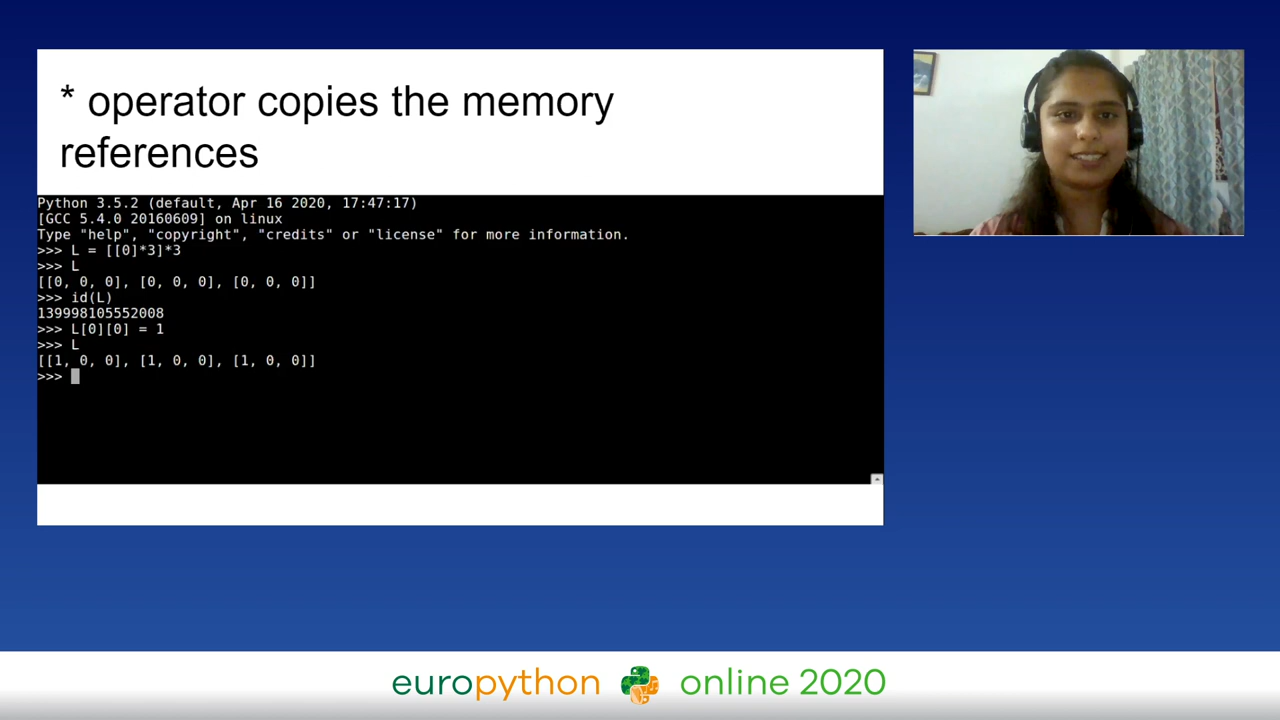 * operator copies the memory
references
Python 3.5.2 (default, Apr 16 2020, 17:47:17)
[GCC 5.4.0 20160609] on linux
Type "help", "copyright", "credits" or "license" for more information.
>>> L = [[0]*3]*3
>>> L
[[0, 0, 0], [0, 0, 0], [0, 0, 0]]
>>> id(L)
139998105552008
>>> L[0][0] = 1
>>> L
[[1, 0, 0], [1, 0, 0], [1, 0, 0]]
>>>
europython online 2020